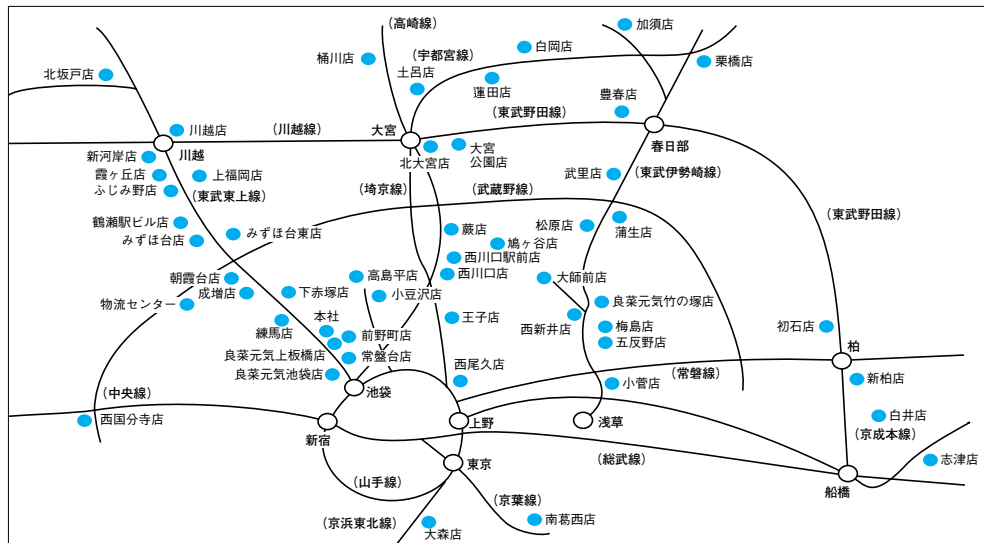 (高崎線)
加須店
白岡店
(宇都宮線)
桶川店
栗橋店
土呂店
北坂戸店
蓮田店
豊春店
(東武野田線)
川越店
(川越線)
大宮
春日部
川越
新河岸店
北大宮店
大宮
公園店
霞ヶ丘店
上福岡店
武里店
(東武伊勢崎線)
ふじみ野店
(東武東上線)
(埼京線)
(武蔵野線)
(東武野田線)
鶴瀬駅ビル店
みずほ台店
みずほ台東店
蕨店
松原店
蒲生店
鳩ヶ谷店
西川口駅前店
西川口店
朝霞台店
高島平店
大師前店
成増店
下赤塚店
小豆沢店
物流センター
良菜元気竹の塚店
練馬店
本社
王子店
西新井店
梅島店
初石店
前野町店
五反野店
柏
良菜元気上板橋店
常盤台店
良菜元気池袋店
西尾久店
(常磐線)
小菅店
新柏店
池袋
(中央線)
西国分寺店
新宿
上野
浅草
白井店
(京成本線)
東京
(総武線)
志津店
(山手線)
船橋
(京葉線)
(京浜東北線)
大森店
南葛西店